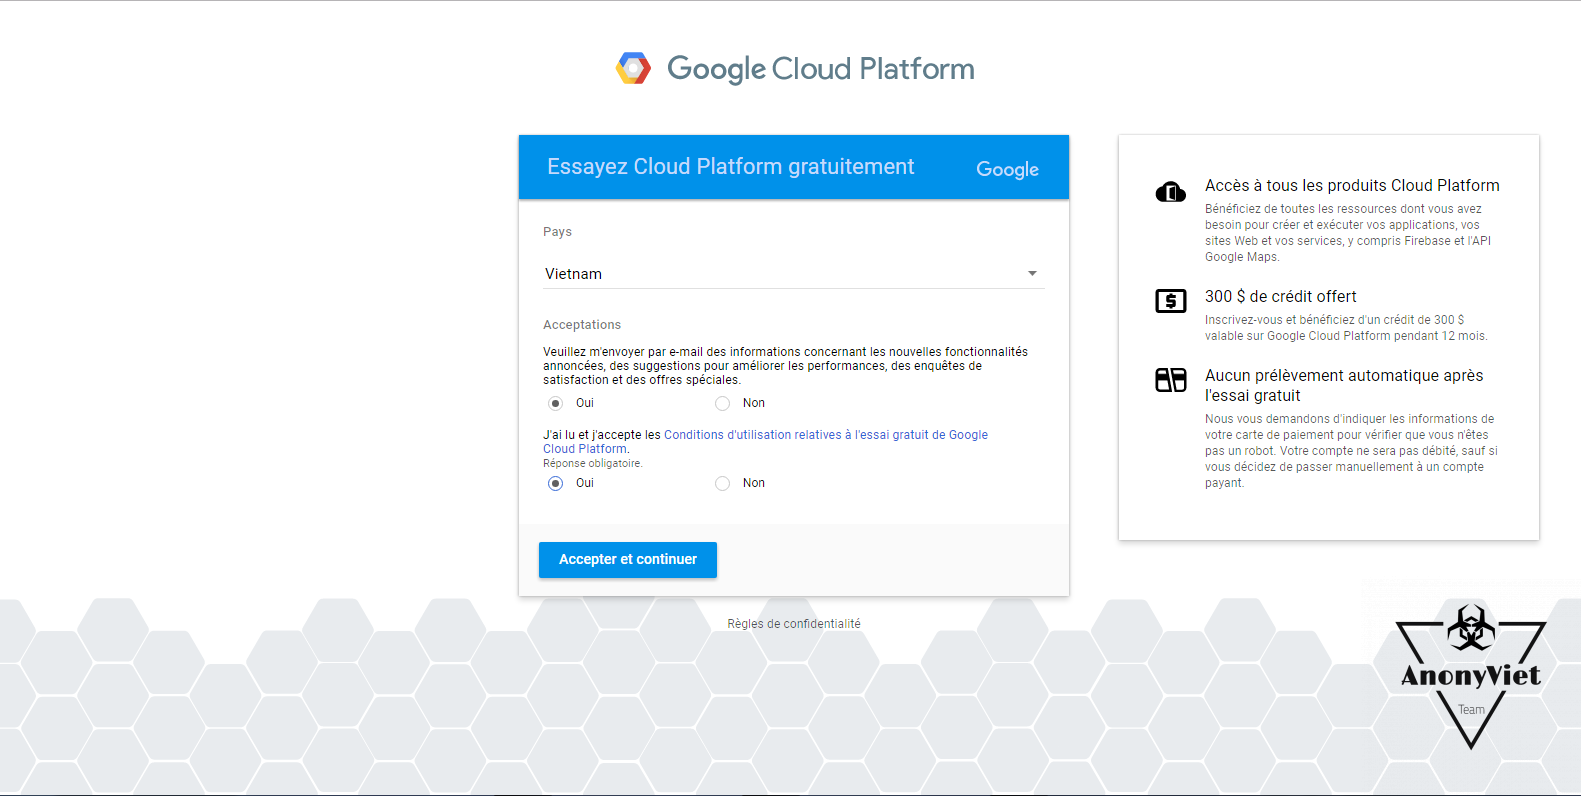 Google Cloud Platform
Essayez Cloud Platform gratuitement
Google
Pays
Vietnam
Acceptations
Veuillez m'envoyer par e-mail des informations concernant les nouvelles fonctionnalités
annoncées, des suggestions pour améliorer les performances, des enquêtes de
satisfaction et des offres spéciales.
Oui
Non
J'ai lu et j'accepte les Conditions d'utilisation relatives à l'essai gratuit de Google
Cloud Platform.
Réponse obligatoire.
Oui
Non
Accepter et continuer
Règles de confidentialité
Accès à tous les produits Cloud Platform
Bénéficiez de toutes les ressources dont vous avez
besoin pour créer et exécuter vos applications, vos
sites Web et vos services, y compris Firebase et l'API
Google Maps.
300 $ de crédit offert
Inscrivez-vous et bénéficiez d'un crédit de 300 $
valable sur Google Cloud Platform pendant 12 mois.
Aucun prélèvement automatique après
l'essai gratuit
Nous vous demandons d'indiquer les informations de
votre carte de paiement pour vérifier que vous n'êtes
pas un robot. Votre compte ne sera pas débité, sauf si
vous décidez de passer manuellement à un compte
payant.
AnonyViet
Team